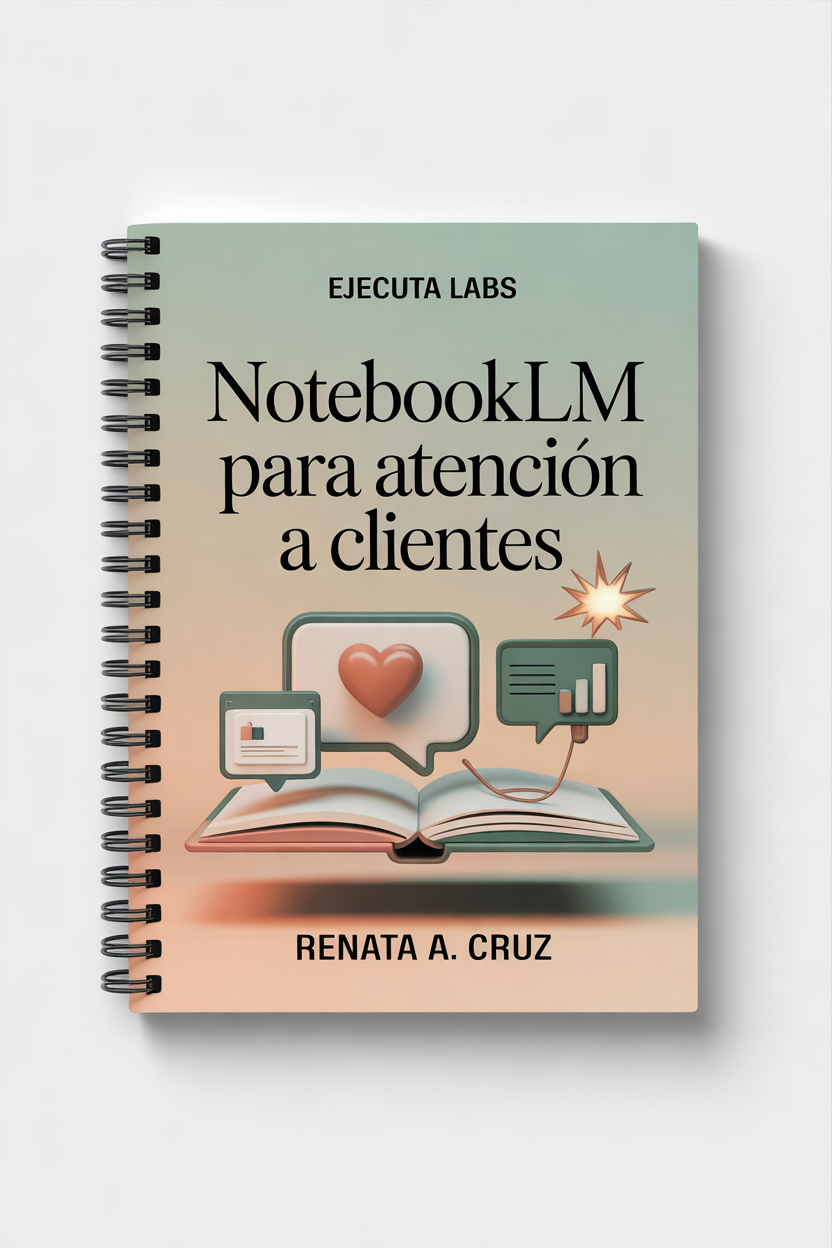 EJECUTA LABS
NotebookLM
para atención
a clientes
RENATA A. CRUZ